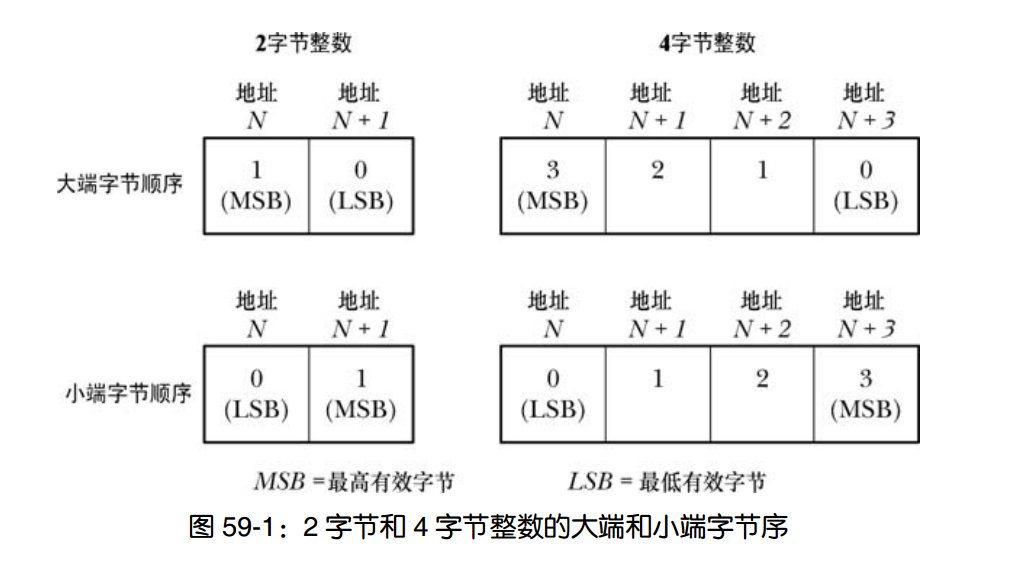 2字节整数 4字节整数
地址 地址 地址 地址 地址 地址
N N + 1 N N + 1 N + 2 N + 3
大端字节顺序 1 0 3 2 1 0
(MSB) (LSB) (MSB) (LSB)
地址 地址 地址 地址 地址 地址
N N + 1 N N + 1 N + 2 N + 3
小端字节顺序 0 1 0 1 2 3
(LSB) (MSB) (LSB) (MSB)
MSB =最高有效字节 LSB = 最低有效字节
图 59-1：2 字节和 4 字节整数的大端和小端字节序